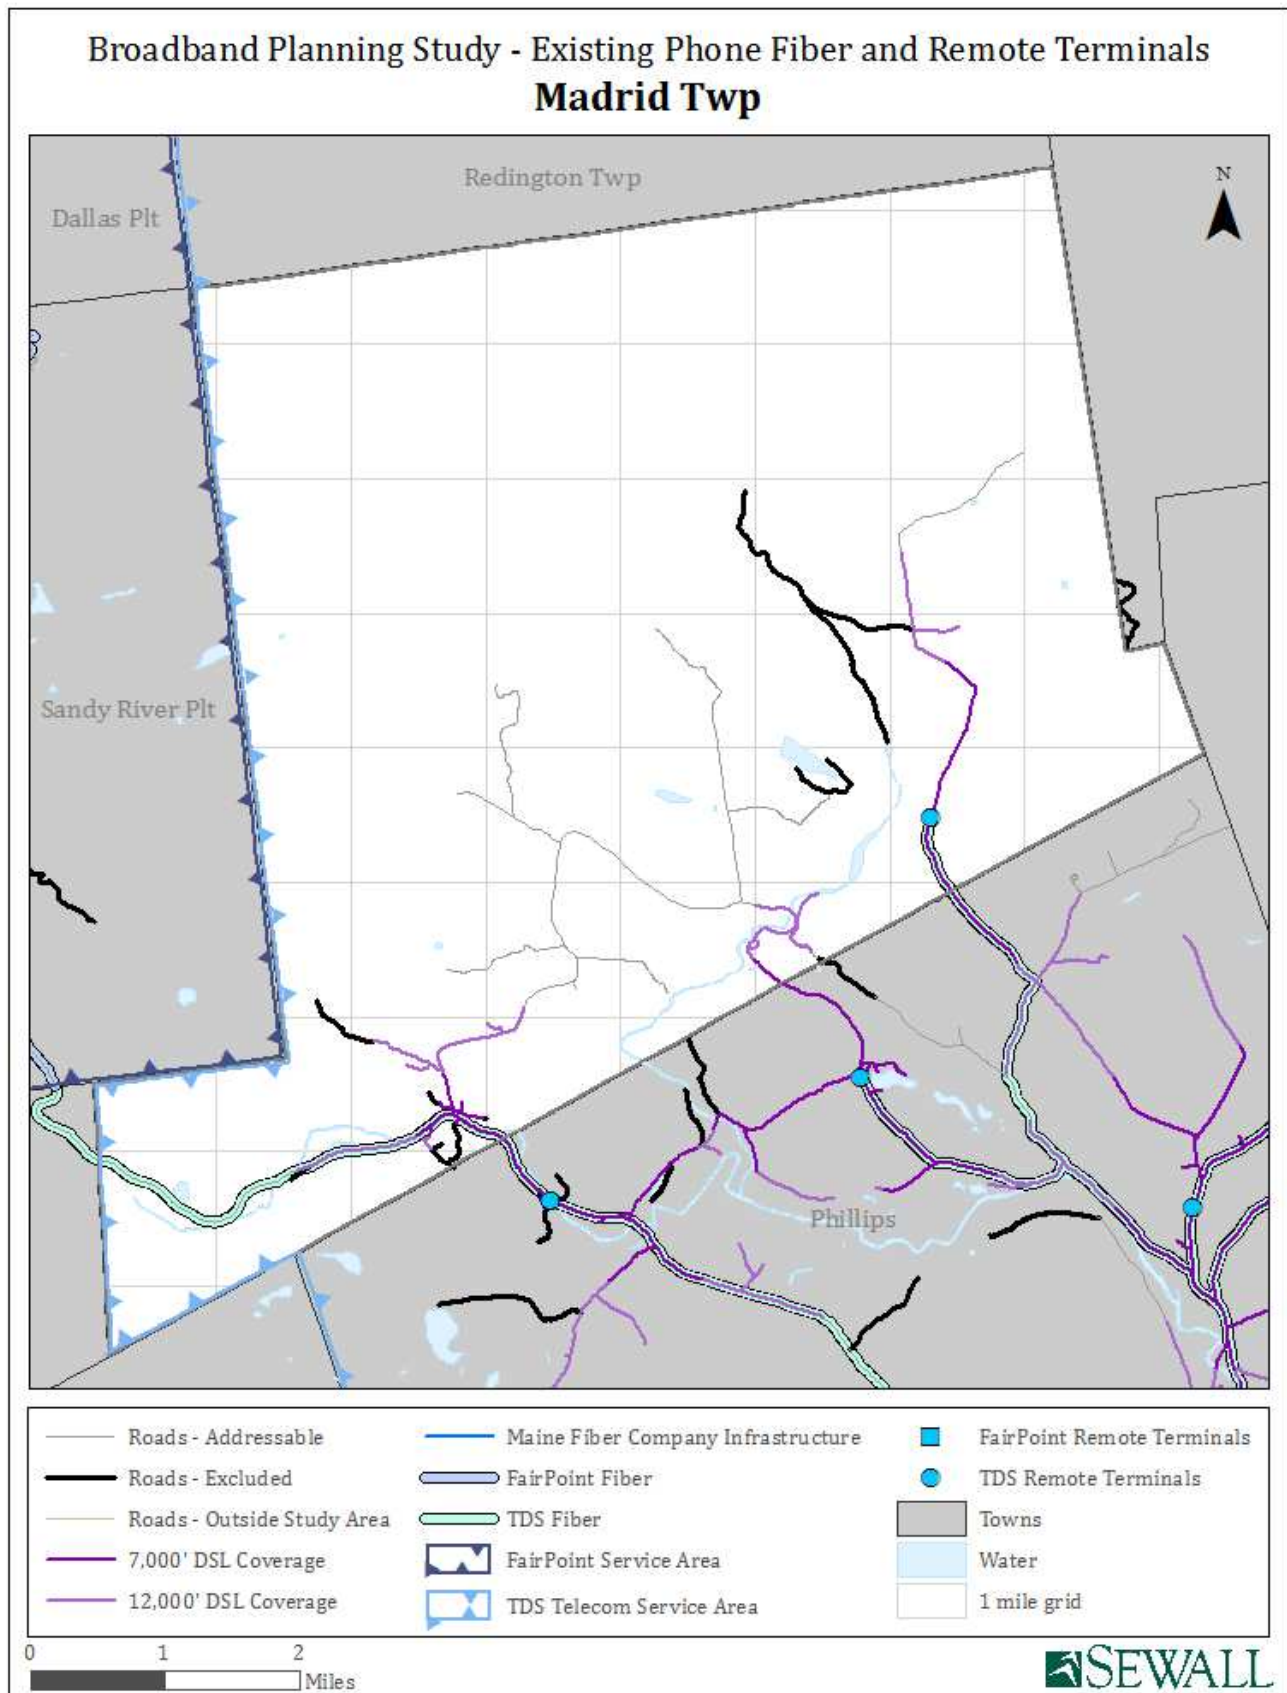 Broadband Planning Study - Existing Phone Fiber and Remote Terminals
Madrid Twp
Redington Twp
N
Dallas Plt
Sandy River Plt
Phillips
Roads - Addressable
Roads - Excluded
Roads - Outside Study Area
7,000' DSL Coverage
12,000' DSL Coverage
Maine Fiber Company Infrastructure
FairPoint Fiber
TDS Fiber
FairPoint Service Area
TDS Telecom Service Area
FairPoint Remote Terminals
TDS Remote Terminals
Towns
Water
1 mile grid
0 1 2
Miles
SEWALL